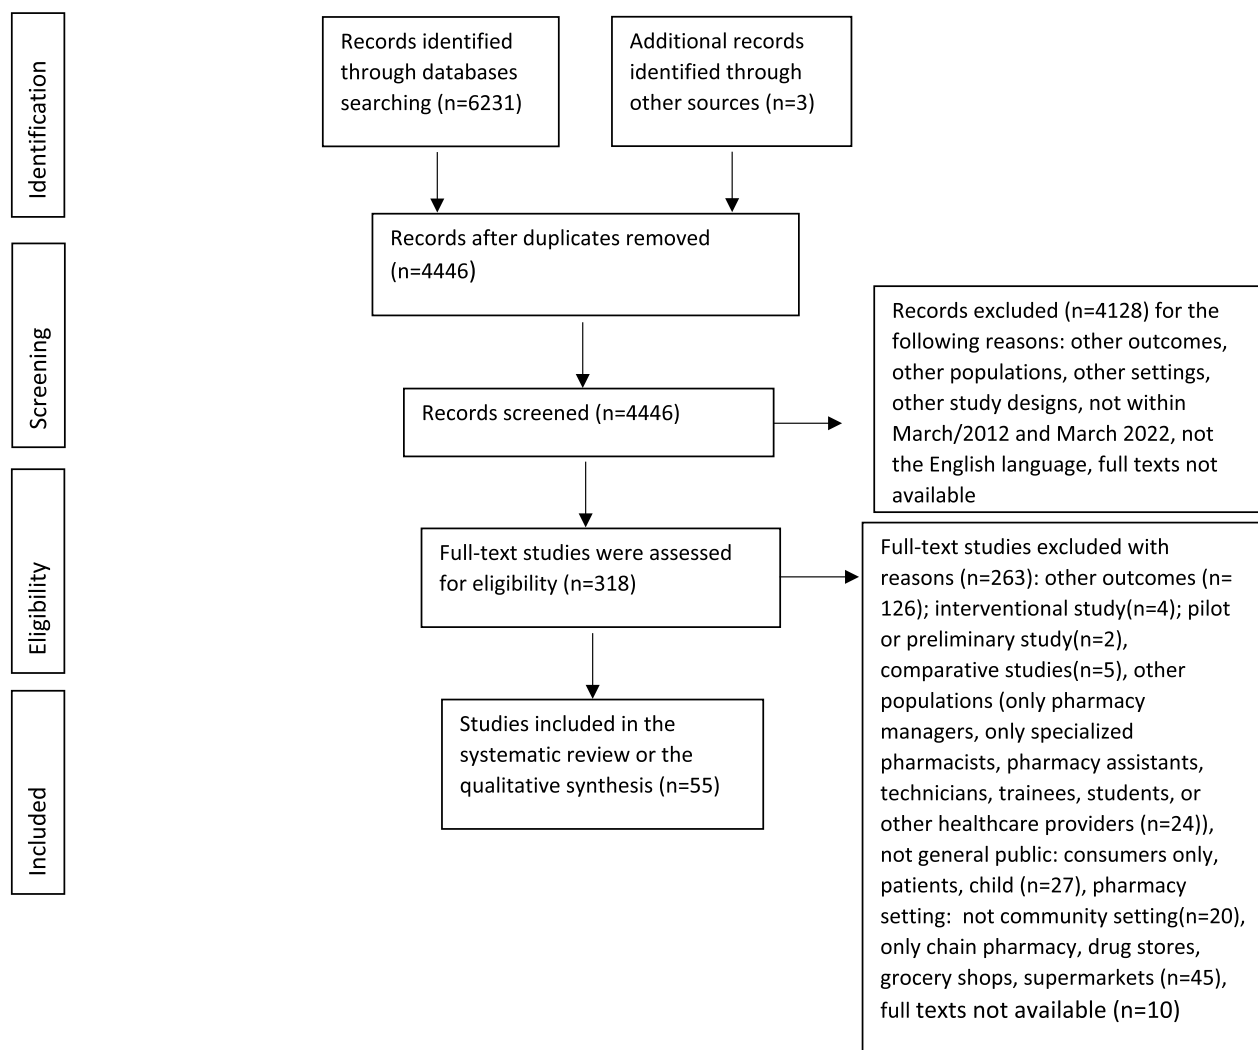 Identification
Records identified
through databases
searching (n=6231)
Additional records
identified through
other sources (n=3)
Records after duplicates removed
(n=4446)
Screening
Records screened (n=4446)
Records excluded (n=4128) for the
following reasons: other outcomes,
other populations, other settings,
other study designs, not within
March/2012 and March 2022, not
the English language, full texts not
available
Eligibility
Full-text studies were assessed
for eligibility (n=318)
Full-text studies excluded with
reasons (n=263): other outcomes (n=
126); interventional study(n=4); pilot
or preliminary study(n=2),
comparative studies(n=5), other
populations (only pharmacy
managers, only specialized
pharmacists, pharmacy assistants,
technicians, trainees, students, or
other healthcare providers (n=24)),
not general public: consumers only,
patients, child (n=27), pharmacy
setting:  not community setting(n=20),
only chain pharmacy, drug stores,
grocery shops, supermarkets (n=45),
full texts not available (n=10)
Included
Studies included in the
systematic review or the
qualitative synthesis (n=55)